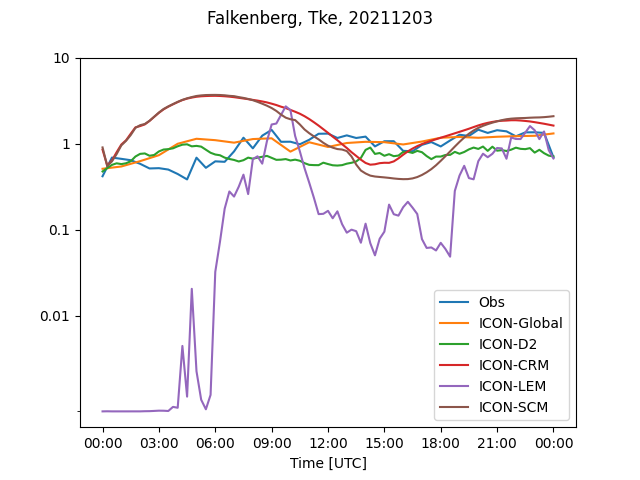 Falkenberg, Tke, 20211203
10
1
0.1
0.01
Obs
ICON-Global
ICON-D2
ICON-CRM
ICON-LEM
ICON-SCM
00:00 03:00 06:00 09:00 12:00 15:00 18:00 21:00 00:00
Time [UTC]